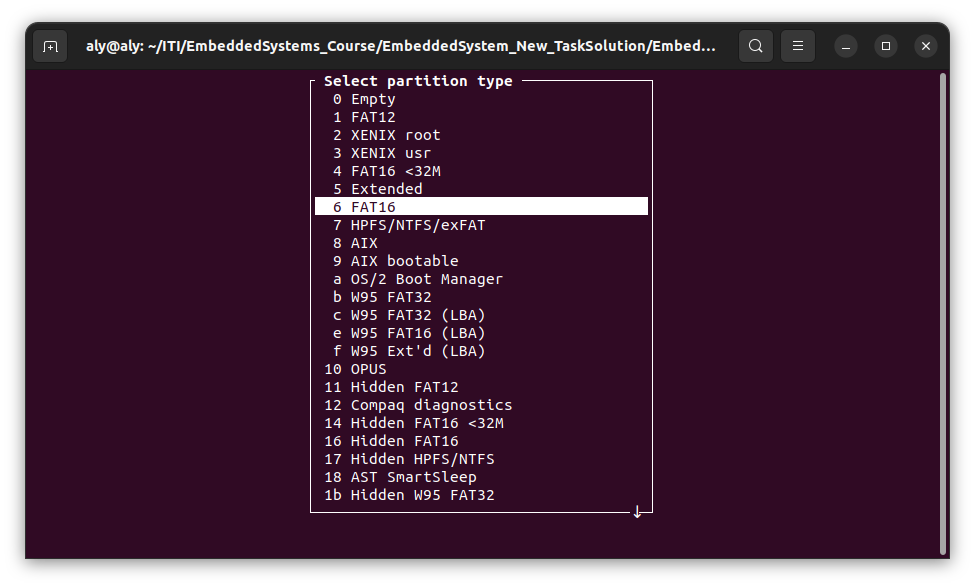 aly@aly: ~/ITI/EmbeddedSystems_Course/EmbeddedSystem_New_TaskSolution/Embed...
Select partition type
0 Empty
1 FAT12
2 XENIX root
3 XENIX usr
4 FAT16 <32M
5 Extended
6 FAT16
7 HPFS/NTFS/exFAT
8 AIX
9 AIX bootable
a OS/2 Boot Manager
b W95 FAT32
c W95 FAT32 (LBA)
e W95 FAT16 (LBA)
f W95 Ext'd (LBA)
10 OPUS
11 Hidden FAT12
12 Compaq diagnostics
14 Hidden FAT16 <32M
16 Hidden FAT16
17 Hidden HPFS/NTFS
18 AST SmartSleep
1b Hidden W95 FAT32
↓